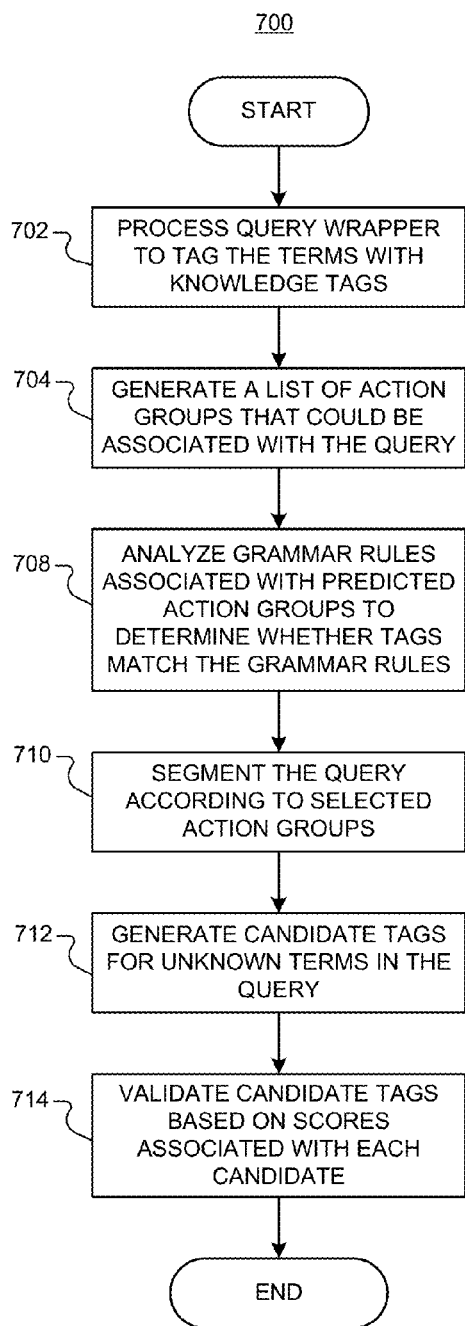 700
START
702
PROCESS QUERY WRAPPER
TO TAG THE TERMS WITH
KNOWLEDGE TAGS
704
GENERATE A LIST OF ACTION
GROUPS THAT COULD BE
ASSOCIATED WITH THE QUERY
708
ANALYZE GRAMMAR RULES
ASSOCIATED WITH PREDICTED
ACTION GROUPS TO
DETERMINE WHETHER TAGS
MATCH THE GRAMMAR RULES
710
SEGMENT THE QUERY
ACCORDING TO SELECTED
ACTION GROUPS
712
GENERATE CANDIDATE TAGS
FOR UNKNOWN TERMS IN THE
QUERY
714
VALIDATE CANDIDATE TAGS
BASED ON SCORES
ASSOCIATED WITH EACH
CANDIDATE
END